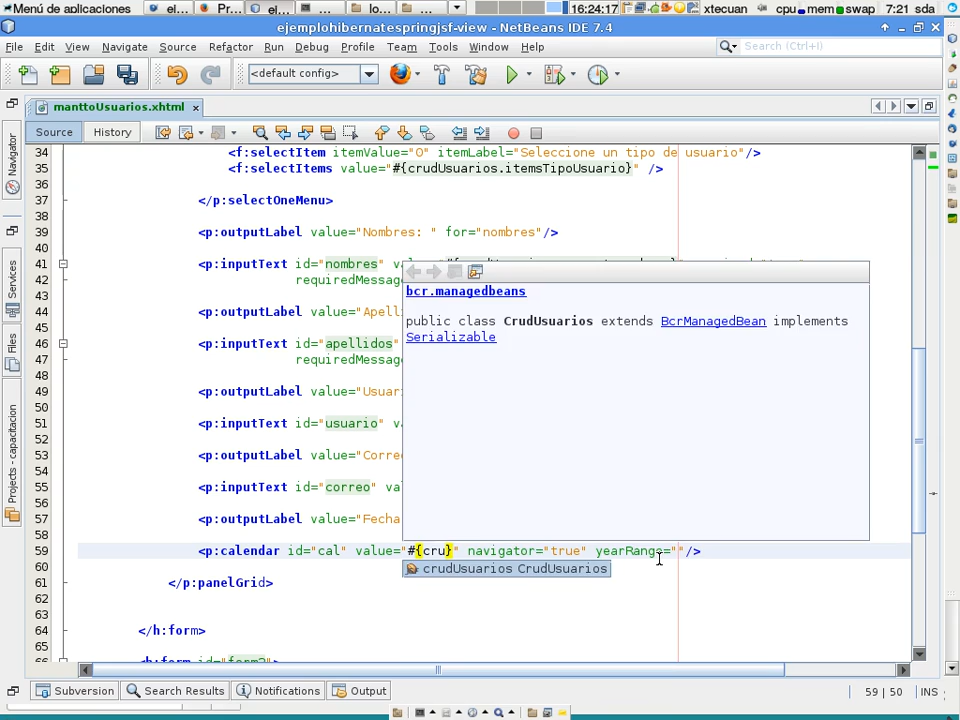 Menú de aplicaciones
el...
Pr...
el...
...
lo...
...
16:24:17
xtecuan
cpu
mem
swap
7:21 sda
ejemplohibernatespringjsf-view - NetBeans IDE 7.4
File Edit View Navigate Source Refactor Run Debug Profile Team Tools Window Help
Search (Ctrl+I)
<default config>
manttoUsuarios.xhtml
Source History
Navigator
Services
Files
Projects - capacitacion
34 <f:selectItem itemValue="0" itemLabel="Seleccione un tipo de usuario"/>
35 <f:selectItems value="#{crudUsuarios.itemsTipoUsuario}" />
36
37 </p:selectOneMenu>
38
39 <p:outputLabel value="Nombres: " for="nombres"/>
40
41 <p:inputText id="nombres"
42 requiredMessag
43
44 <p:outputLabel value="Apell
45
46 <p:inputText id="apellidos"
47 requiredMessag
48
49 <p:outputLabel value="Usuar
50
51 <p:inputText id="usuario" v
52
53 <p:outputLabel value="Corre
54
55 <p:inputText id="correo" va
56
57 <p:outputLabel value="Fecha
58
59 <p:calendar id="cal" value="#{cru}" navigator="true" yearRange=""/>
60
61 </p:panelGrid>
62
63
64 </h:form>
65
bcr.managedbeans
public class CrudUsuarios extends BcrManagedBean implements
Serializable
crudUsuarios CrudUsuarios
Subversion Search Results Notifications Output
59 | 50 INS